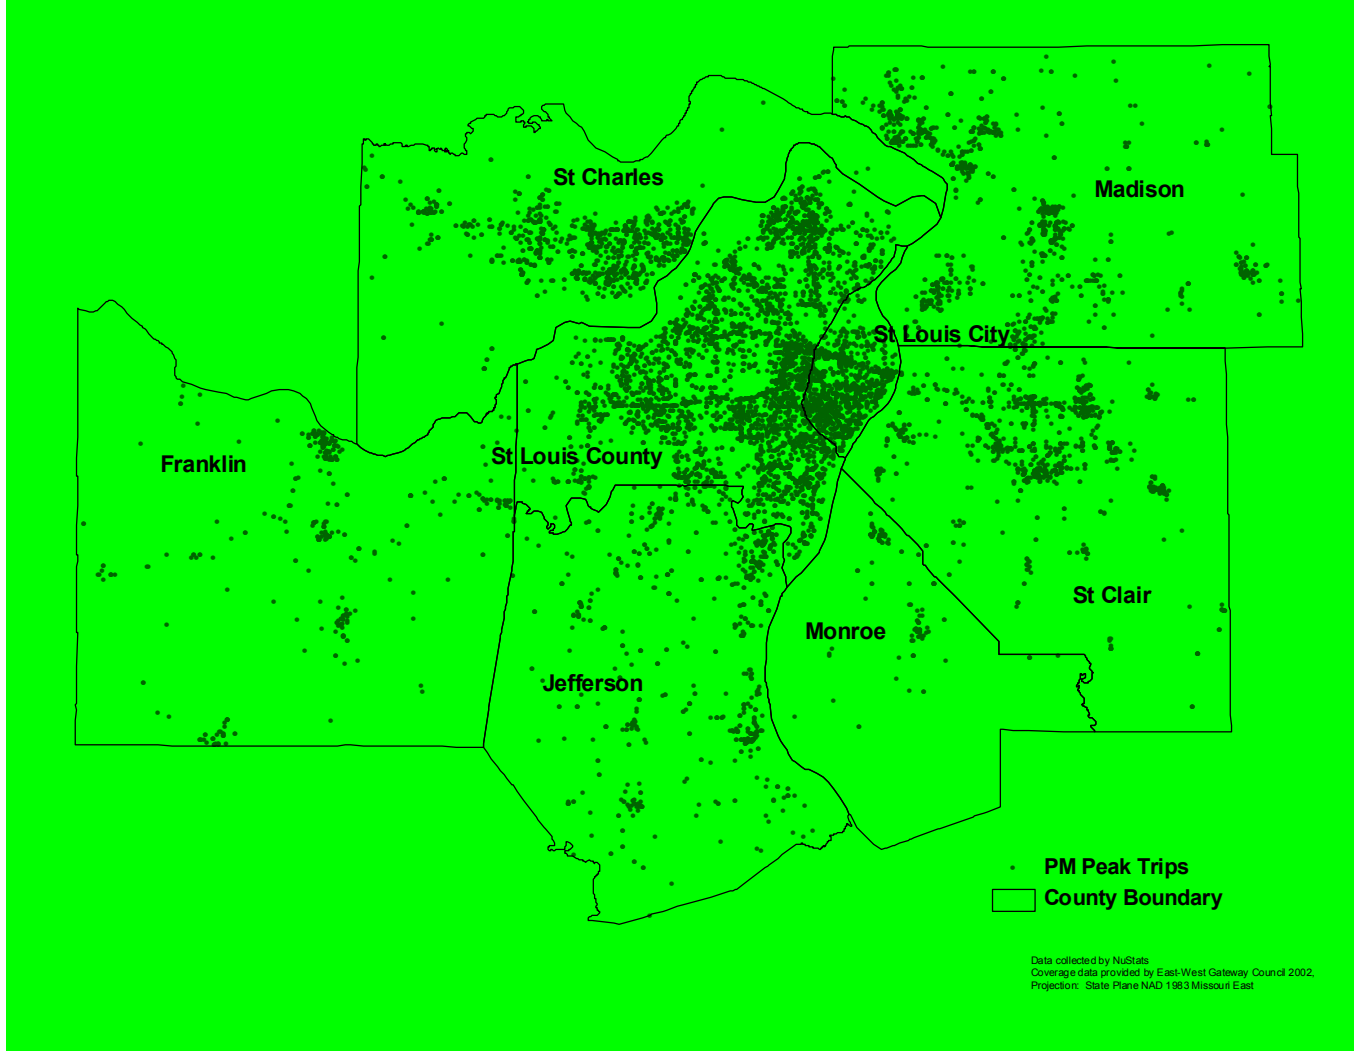 St Charles
Madison
St Louis City
Franklin
St Louis County
St Clair
Monroe
Jefferson
PM Peak Trips
County Boundary
Data collected by NuStats
Coverage data provided by East-West Gateway Council 2002,
Projection: State Plane NAD 1983 Missouri East